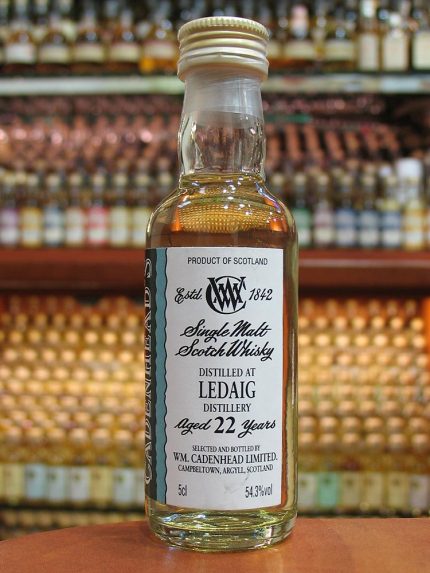 PRODUCT OF SCOTLAND
Estd WMC 1842
Single Malt
Scotch Whisky
DISTILLED AT
LEDAIG
DISTILLERY
Aged 22 Years
SELECTED AND BOTTLED BY
WM. CADENHEAD LIMITED.
CAMPBELTOWN, ARGYLL, SCOTLAND
5cl 54.3%vol
CADENHEAD'S